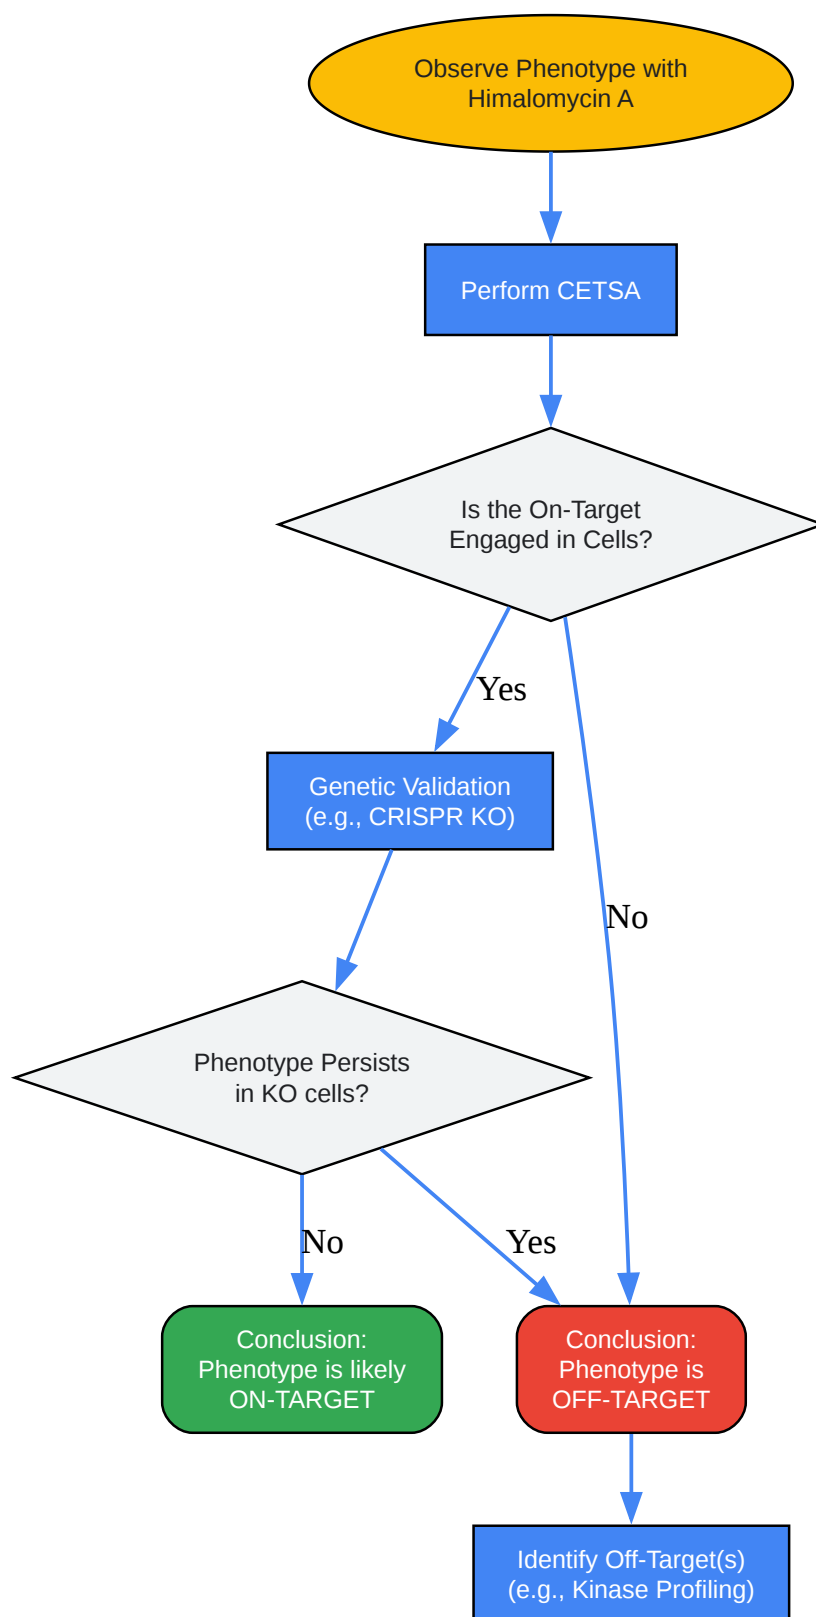 Observe Phenotype with
Himalomycin A
Perform CETSA
Is the On-Target
Engaged in Cells?
Yes
Genetic Validation
(e.g., CRISPR KO)
No
Phenotype Persists
in KO cells?
No
Yes
Conclusion:
Phenotype is likely
ON-TARGET
Conclusion:
Phenotype is
OFF-TARGET
Identify Off-Target(s)
(e.g., Kinase Profiling)